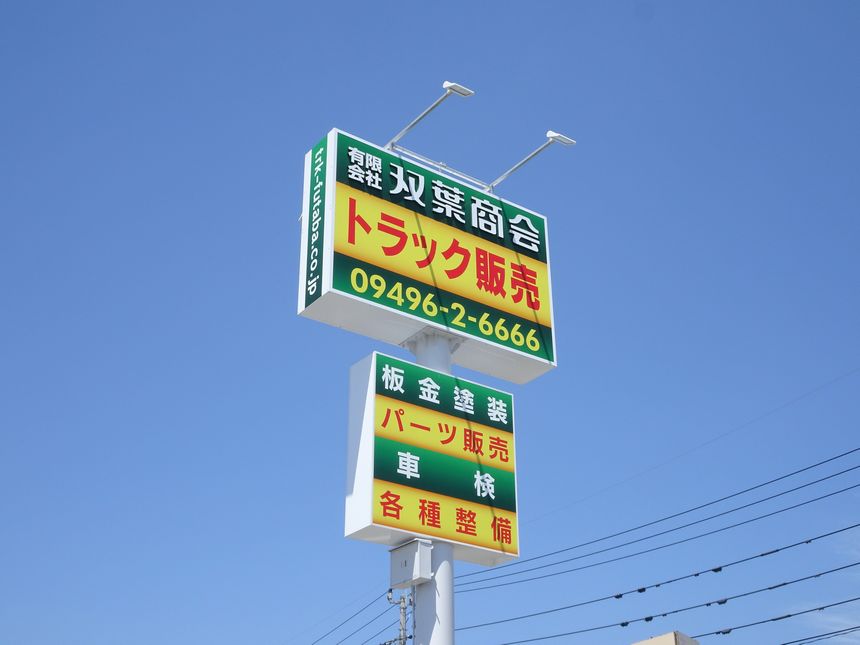 trk-futaba.co.jp
有限会社 双葉商会
トラック販売
09496-2-6666
板金塗装
パーツ販売
車検
各種整備